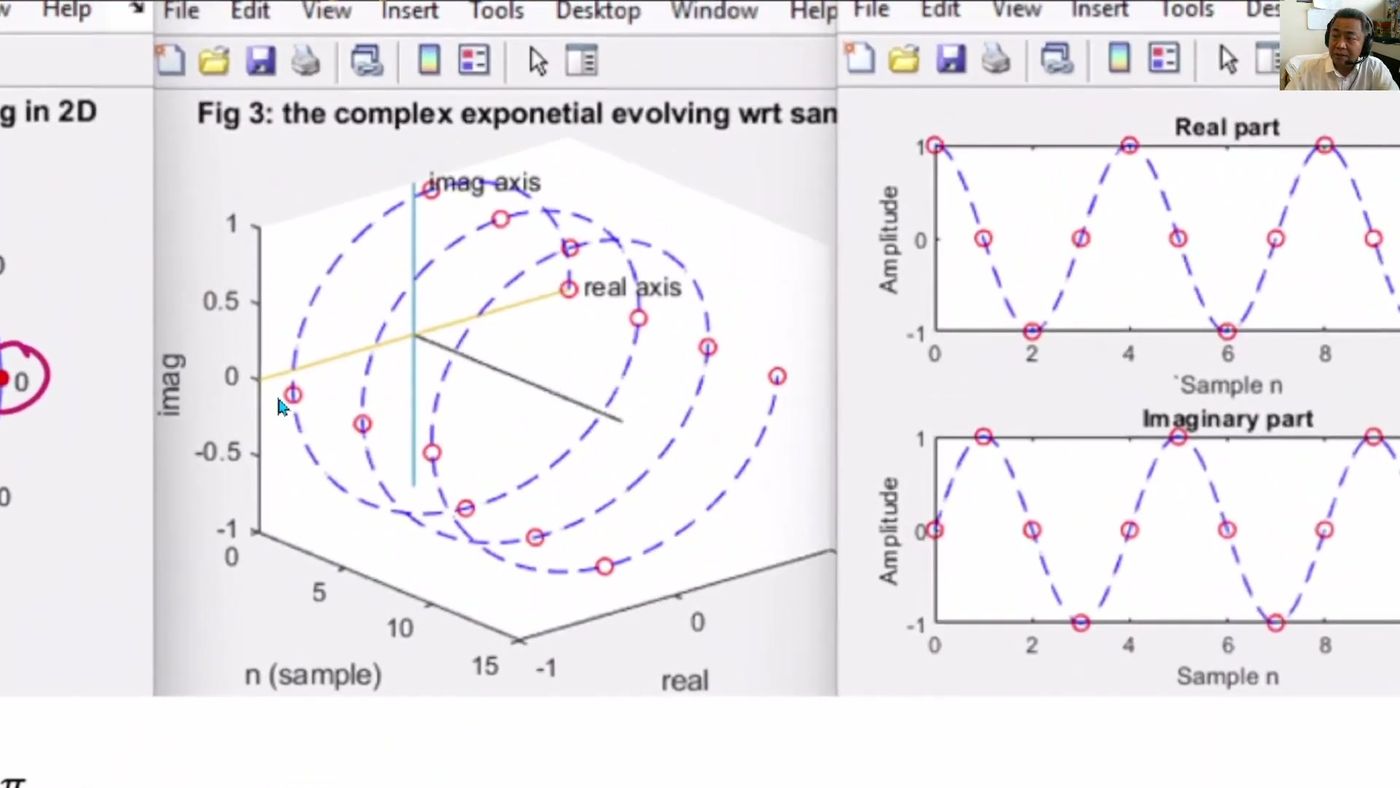 Help
g in 2D
0
File Edit View Insert Tools Desktop Window Help
Fig 3: the complex exponetial evolving wrt sam
imag axis
real axis
imag
1
0.5
0
-0.5
-1
0
5
10
15
n (sample)
-1
0
real
File Edit View Insert Tools Des
Real part
Amplitude
1
0
-1
0 2 4 6 8
`Sample n
Imaginary part
Amplitude
1
0
-1
0 2 4 6 8
Sample n
π